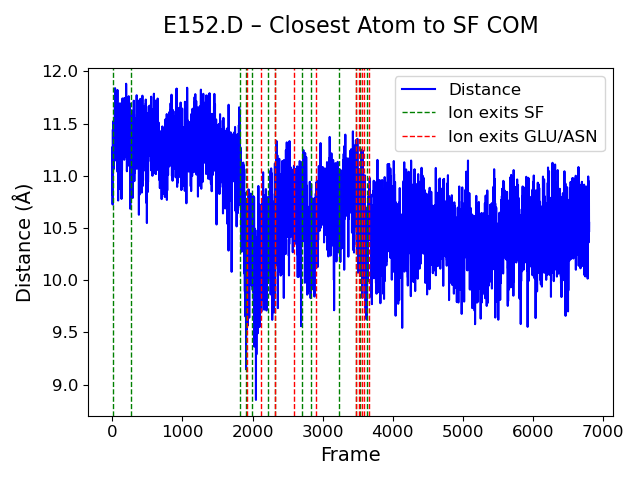 E152.D – Closest Atom to SF COM
12.0
11.5
11.0
10.5
10.0
9.5
9.0
Distance (Å)
Distance
Ion exits SF
Ion exits GLU/ASN
0 1000 2000 3000 4000 5000 6000 7000
Frame